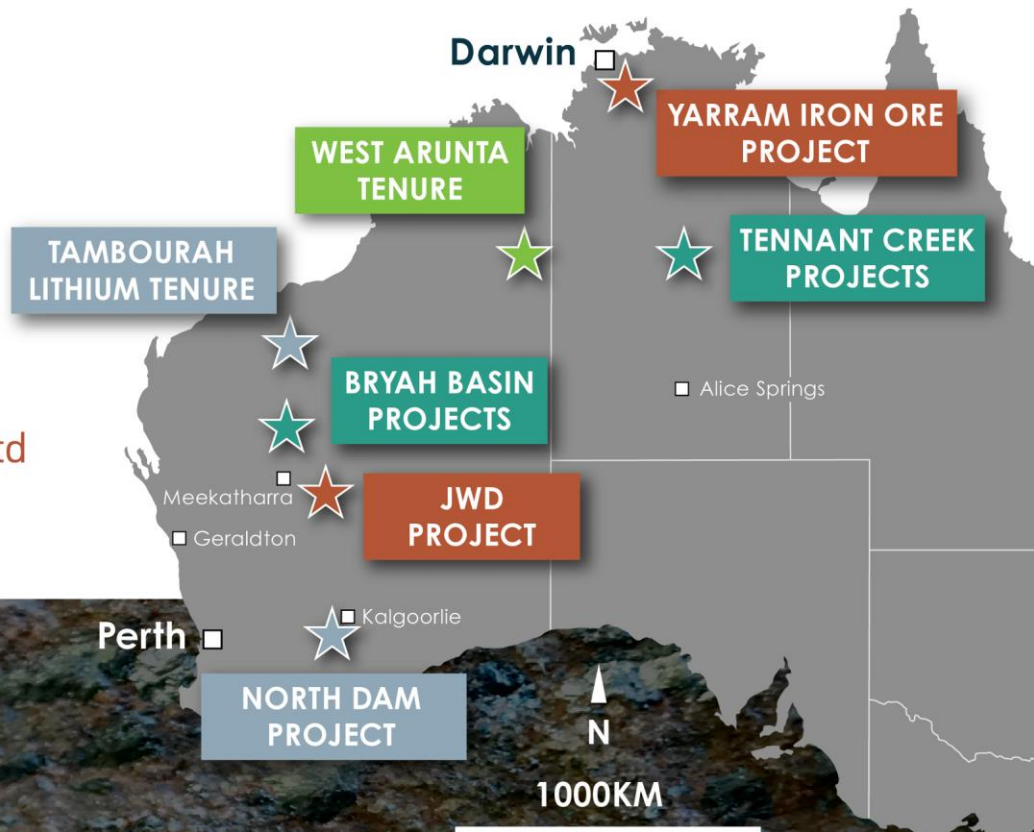 Darwin
YARRAM IRON ORE
PROJECT
WEST ARUNTA
TENURE
TAMBOURAH
LITHIUM TENURE
TENNANT CREEK
PROJECTS
BRYAH BASIN
PROJECTS
Alice Springs
td
Meekatharra
JWD
PROJECT
Geraldton
Kalgoorlie
Perth
NORTH DAM
PROJECT
N
1000KM